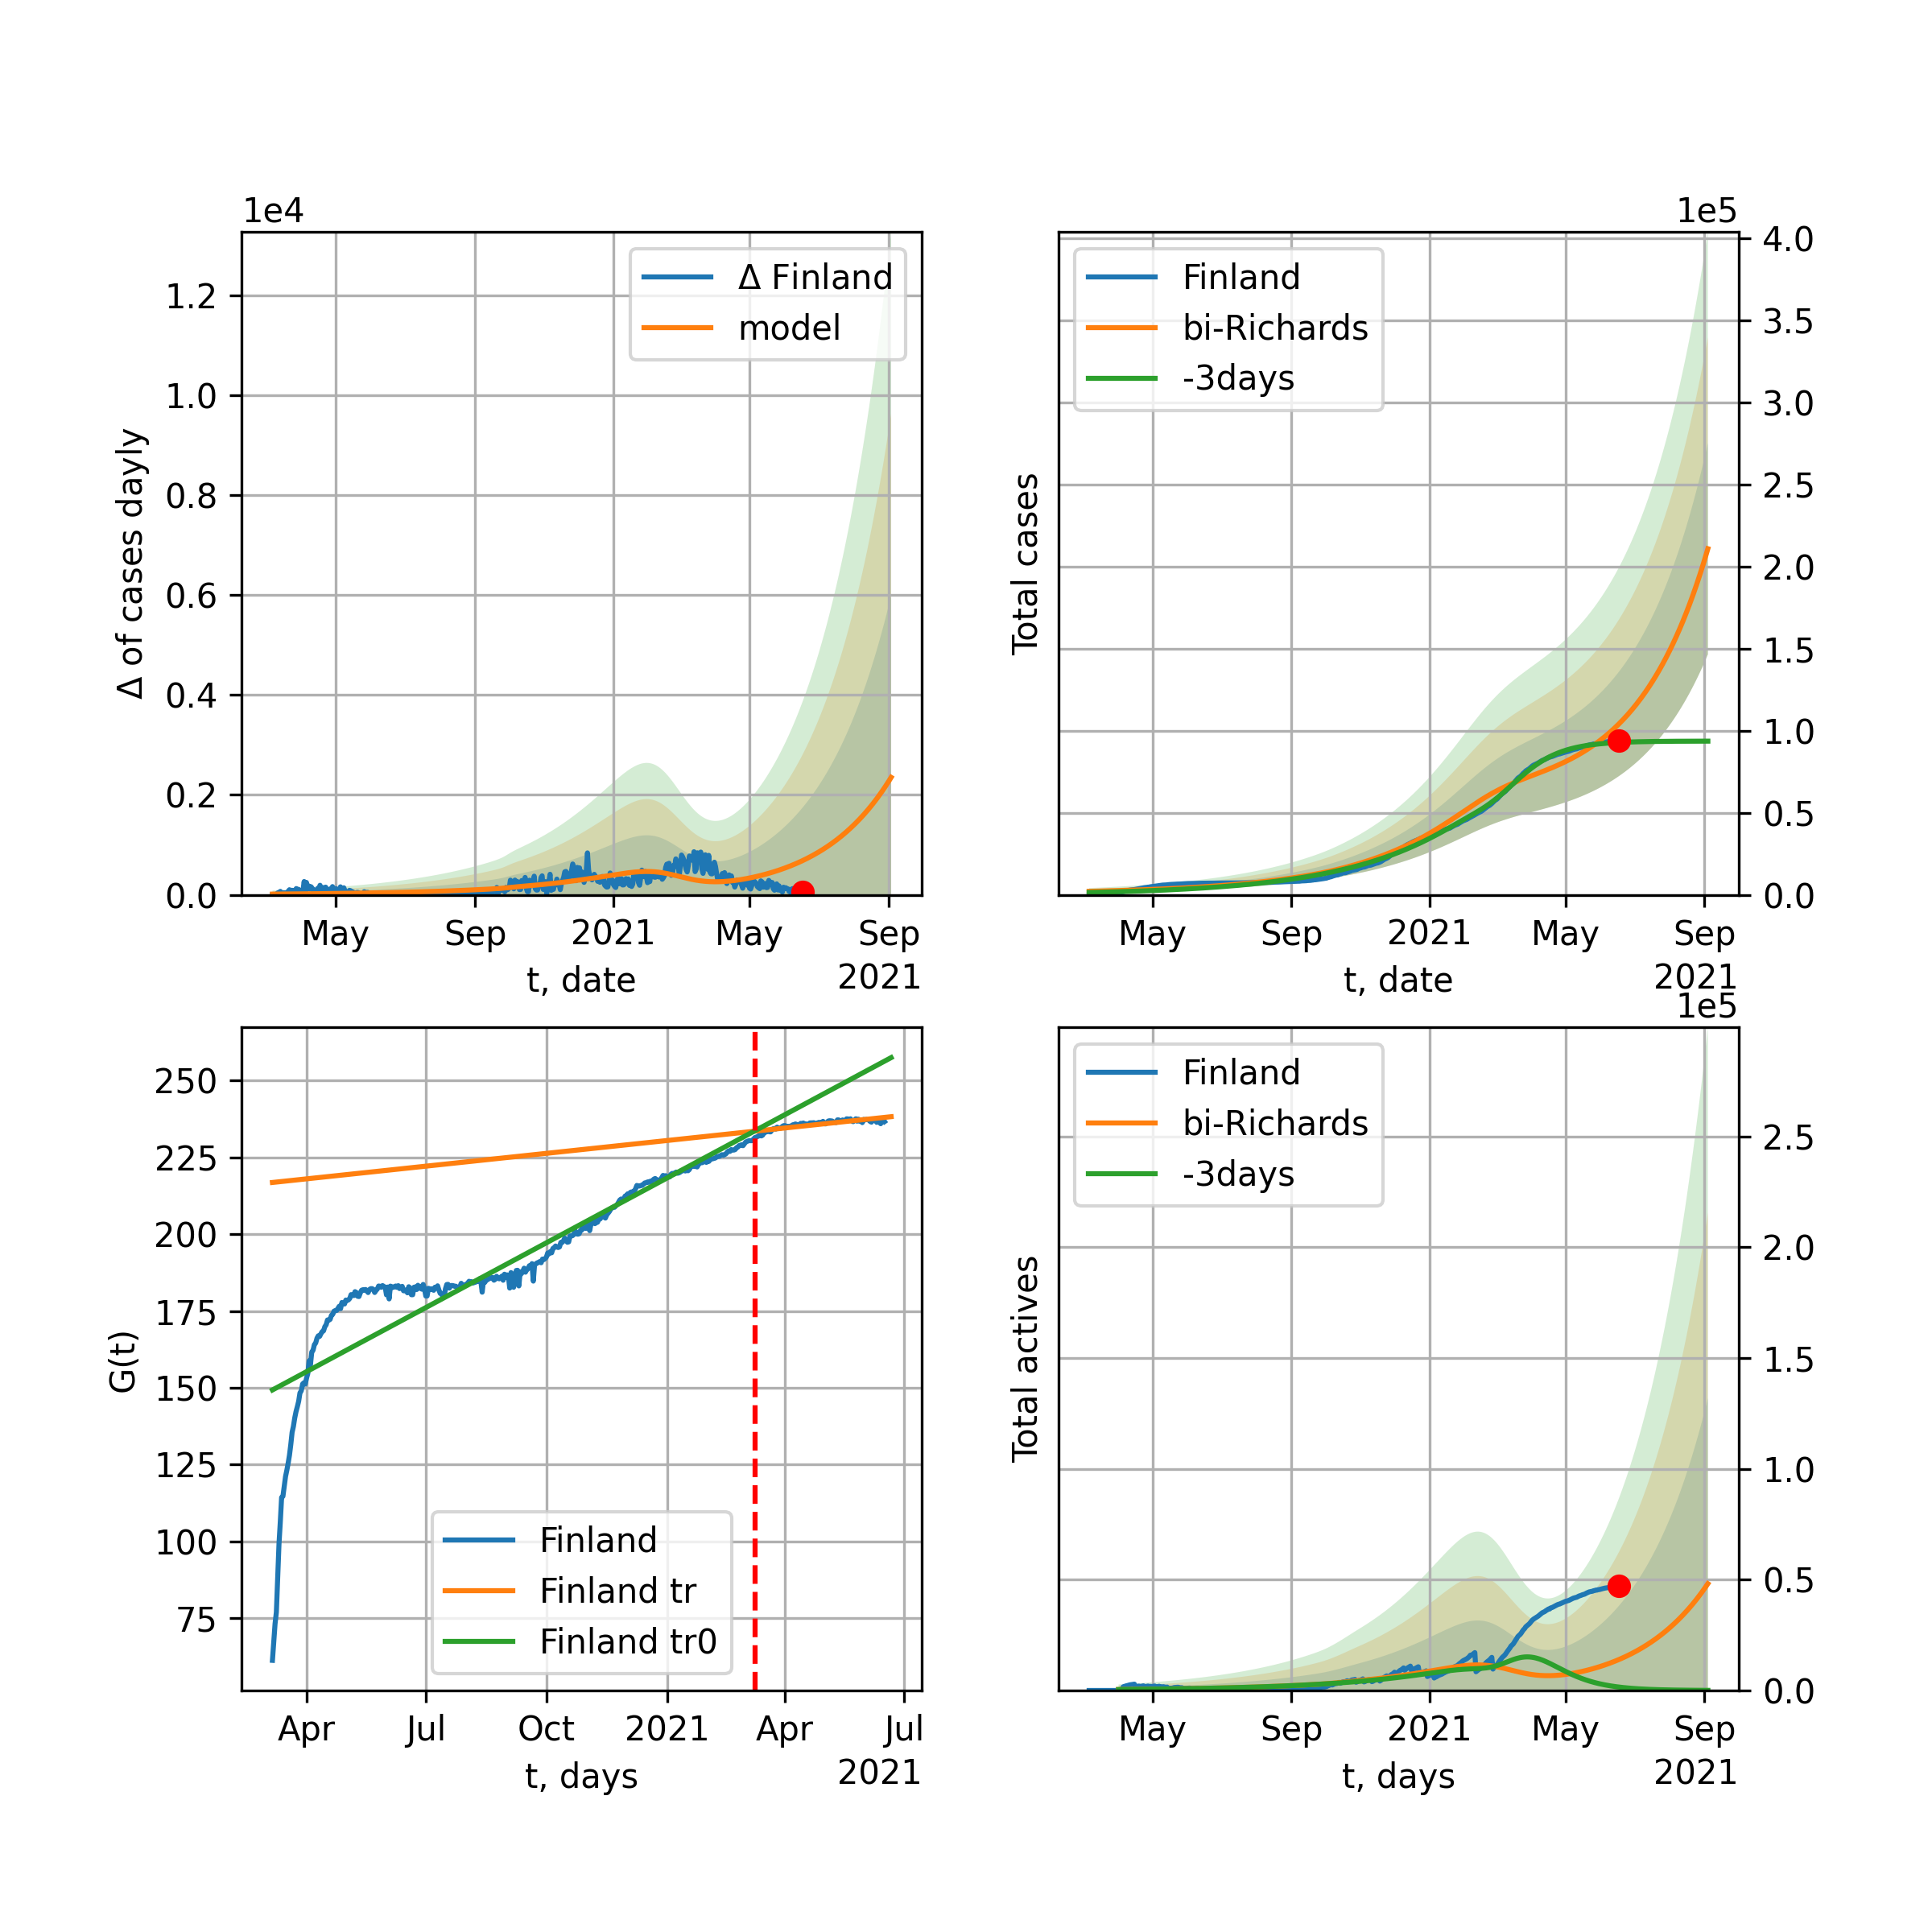 1e4
Δ of cases dayly
1.2
1.0
0.8
0.6
0.4
0.2
0.0
Δ Finland
model
May Sep 2021 May Sep
t, date 2021
1e5
Total cases
Finland
bi-Richards
-3days
4.0
3.5
3.0
2.5
2.0
1.5
1.0
0.5
0.0
May Sep 2021 May Sep
t, date 2021
G(t)
250
225
200
175
150
125
100
75
Finland
Finland tr
Finland tr0
Apr Jul Oct 2021 Apr Jul
t, days 2021
1e5
Total actives
Finland
bi-Richards
-3days
2.5
2.0
1.5
1.0
0.5
0.0
May Sep 2021 May Sep
t, days 2021